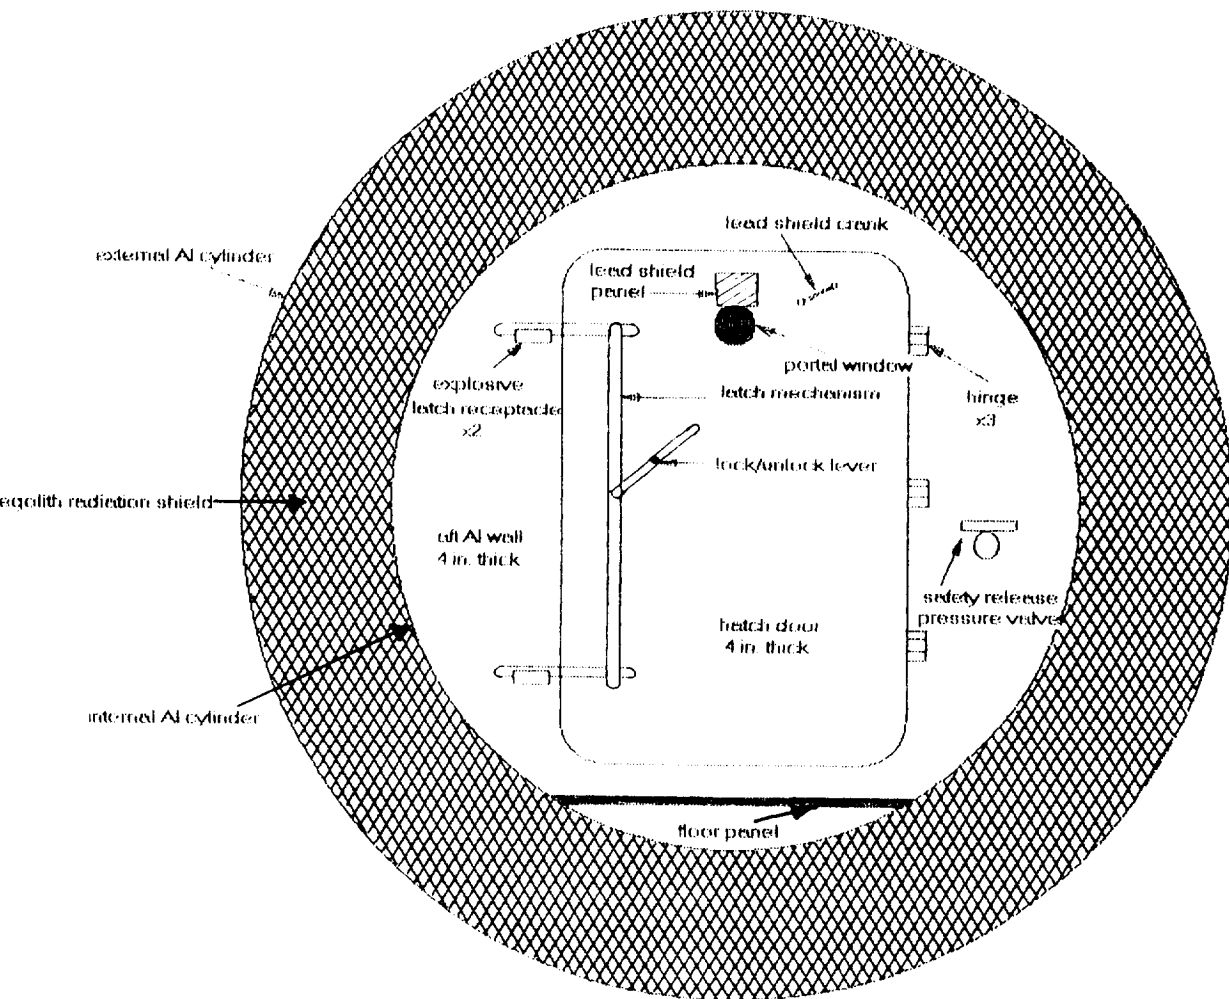 lead shield crank
external Al cylinder
lead shield
panel
portal window
explosive
latch receptacle
x2
latch mechanism
hinge
x3
lock/unlock lever
egolith radiation shield
aft Al wall
4 in. thick
safety release
pressure valve
hatch door
4 in. thick
internal Al cylinder
floor panel